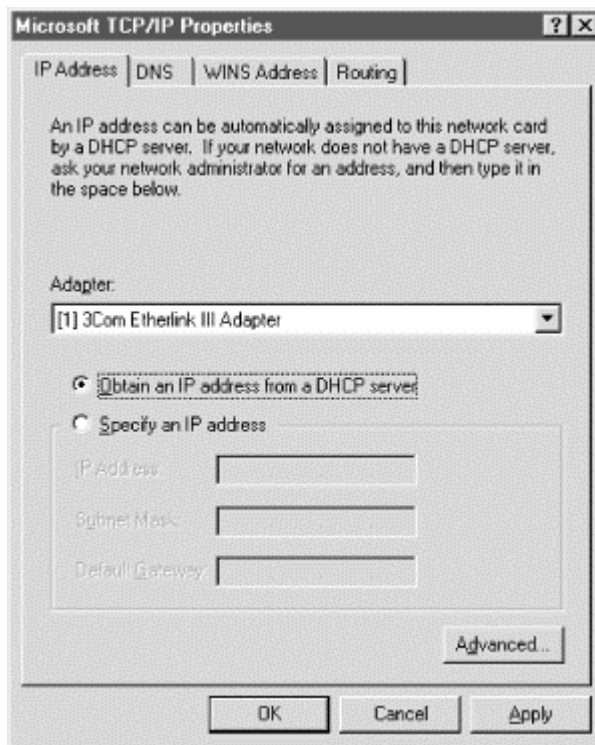 Microsoft TCP/IP Properties
IP Address DNS WINS Address Routing
An IP address can be automatically assigned to this network card
by a DHCP server. If your network does not have a DHCP server,
ask your network administrator for an address, and then type it in
the space below.
Adapter:
[1] 3Com Etherlink III Adapter
Obtain an IP address from a DHCP server
Specify an IP address
IP Address:
Subnet Mask:
Default Gateway:
Advanced...
OK Cancel Apply